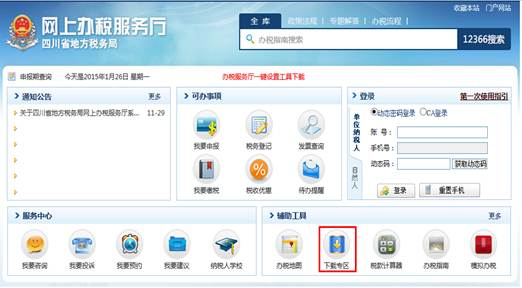 收藏本站 门户网站
网上办税服务厅
四川省地方税务局
全 库 政策法规 专题解答 办税流程
办税指南搜索 12366搜索
申报期查询 今天是2015年1月26日 星期一 办税服务厅一键设置工具下载
通知公告 更多
关于四川省地方税务局网上办税服务厅系... 11-29
可办事项
我要申报 税务登记 发票查询
我要缴税 税收优惠 待办提醒
登录 第一次使用指引
单位纳税人
自然人
动态密码登录 CA登录
账 号:
手机号:
动态码: 获取动态码
登录 重置手机
服务中心
我要咨询 我要投诉 我要预约 我要建议 纳税人学校
辅助工具 更多
办税地图 下载专区 税款计算器 办税指南 模拟办税